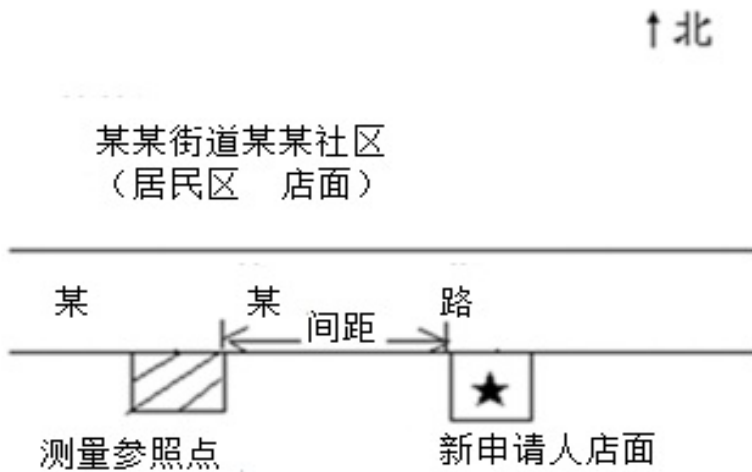 ↑北
某某街道某某社区
（居民区 店面）
某 某 路
间距
测量参照点 新申请人店面